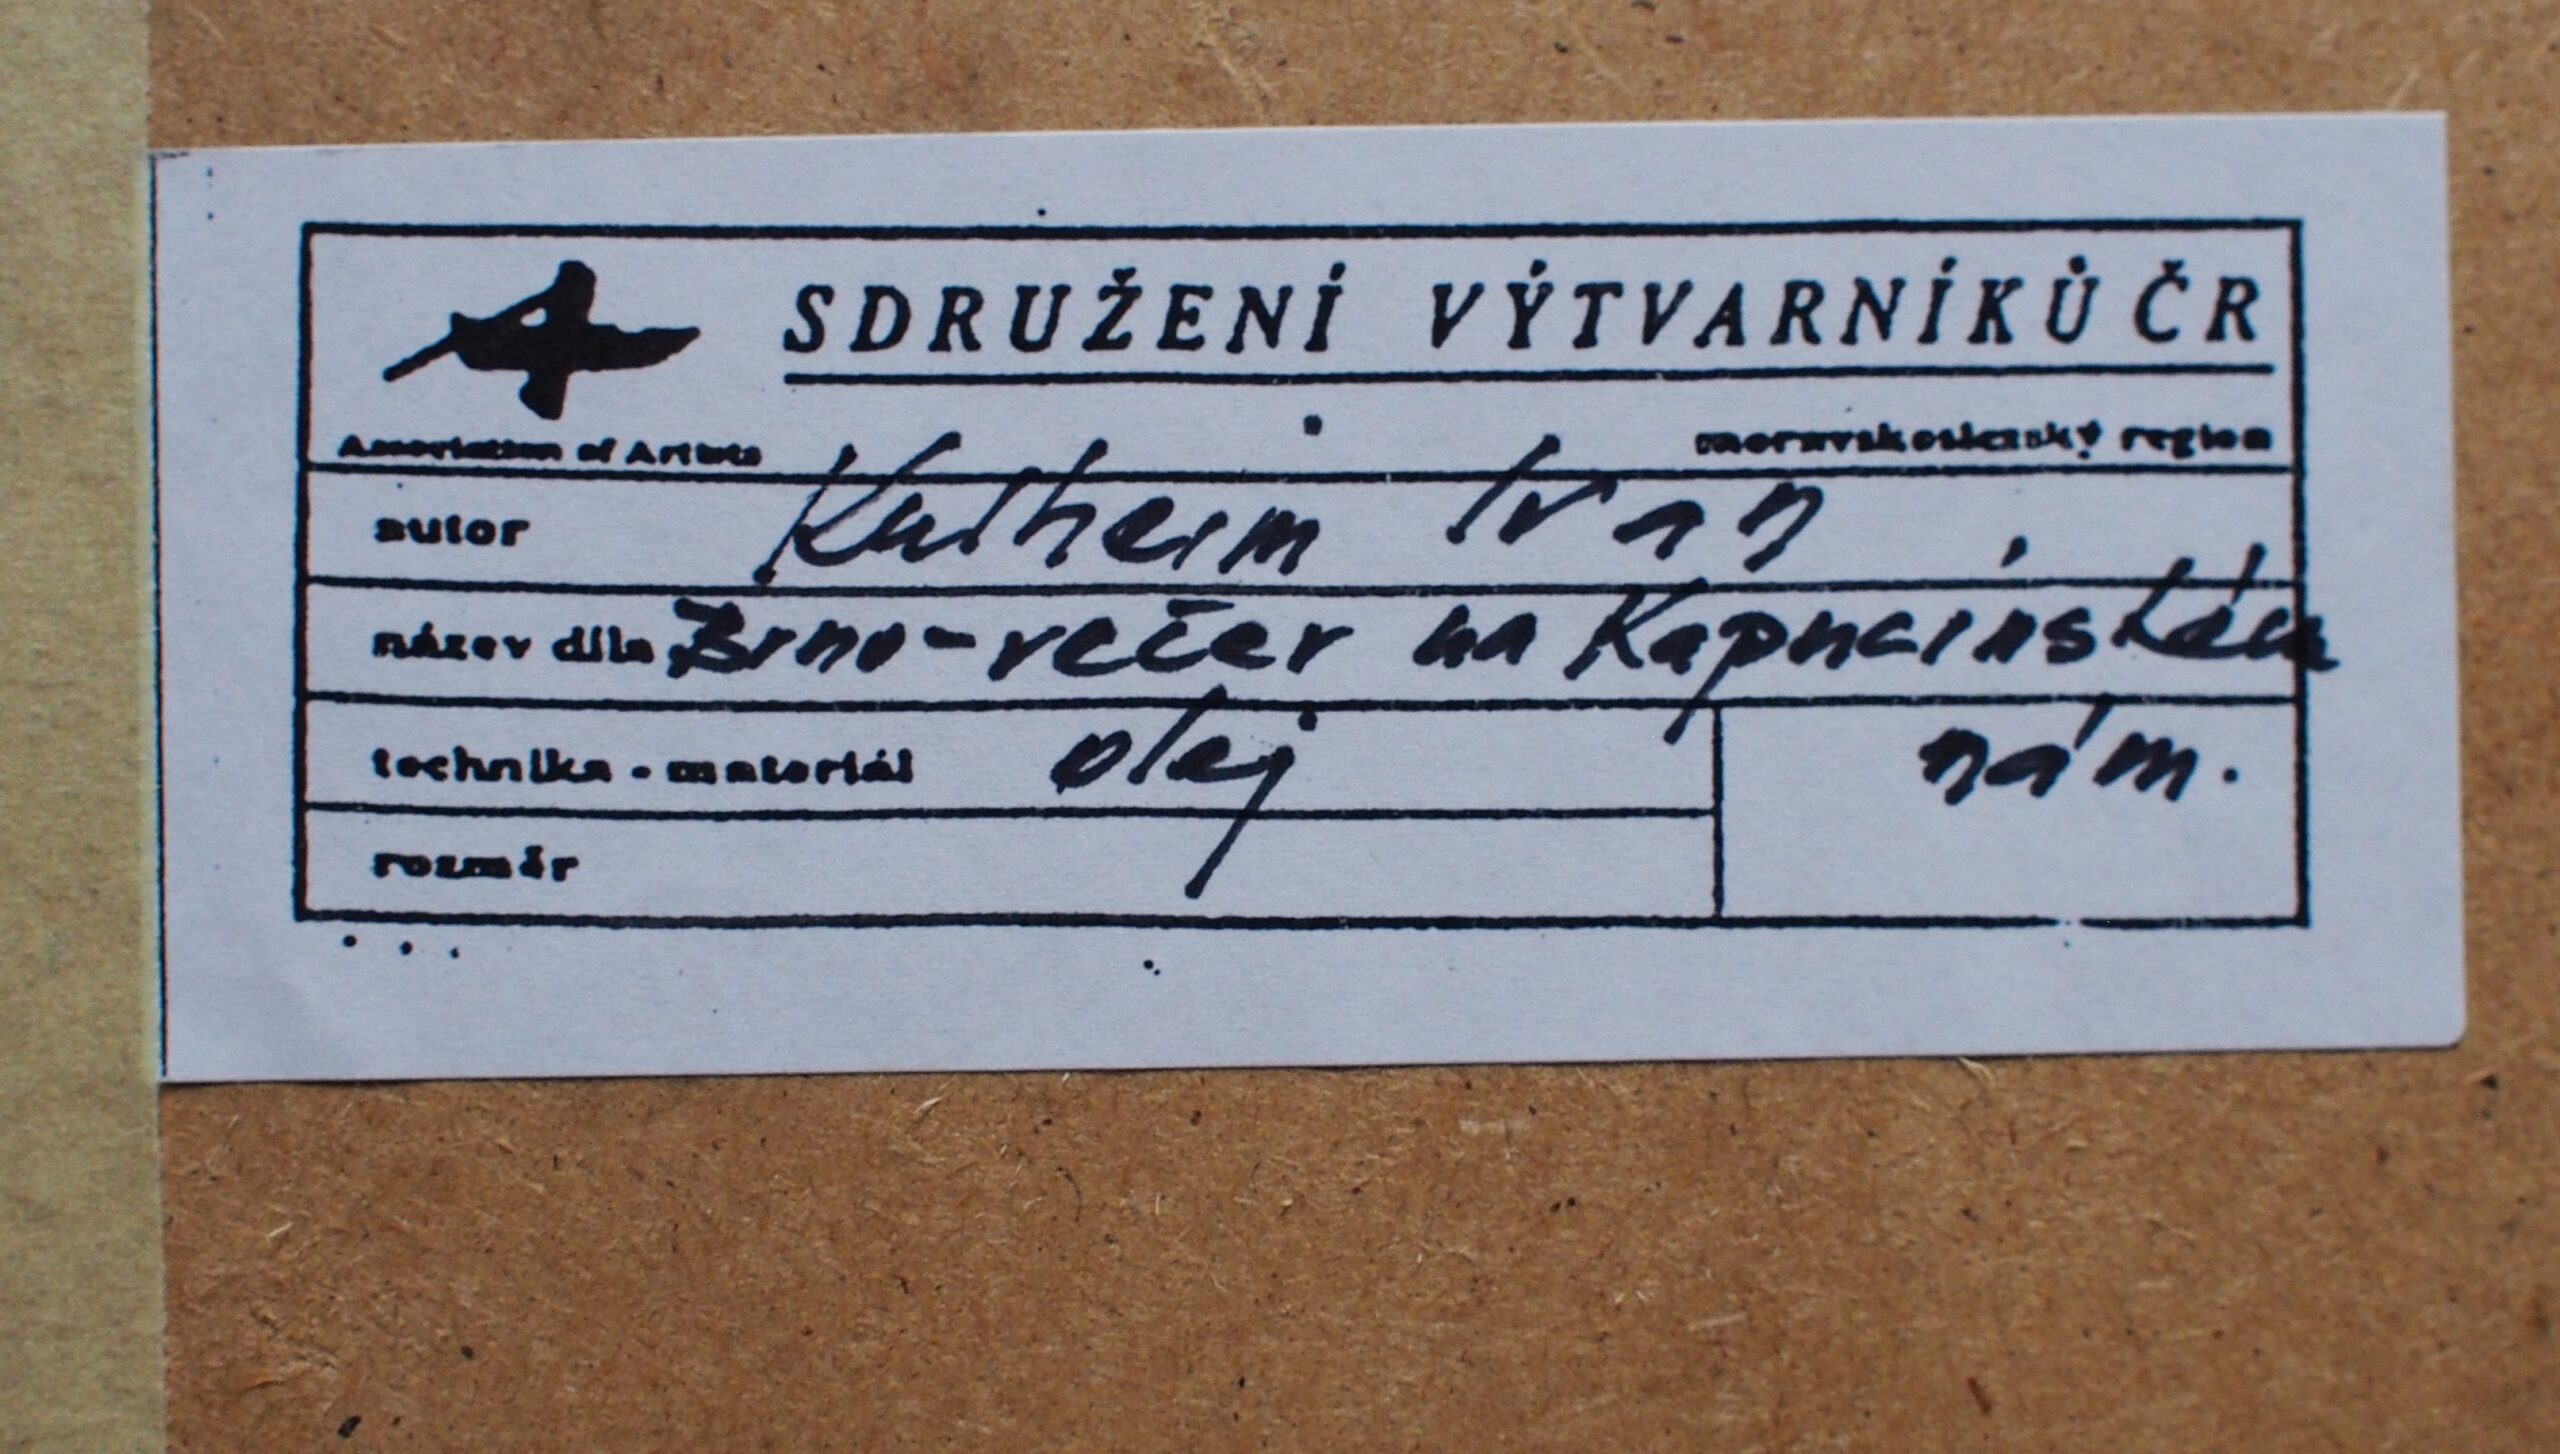 SDRUŽENÍ VÝTVARNÍKŮ ČR
Association of Artists moravskoslezský region
autor Kulheim Ivan
název díla Brno-večer na Kapucínském
technika - materiál olej nám.
rozměr